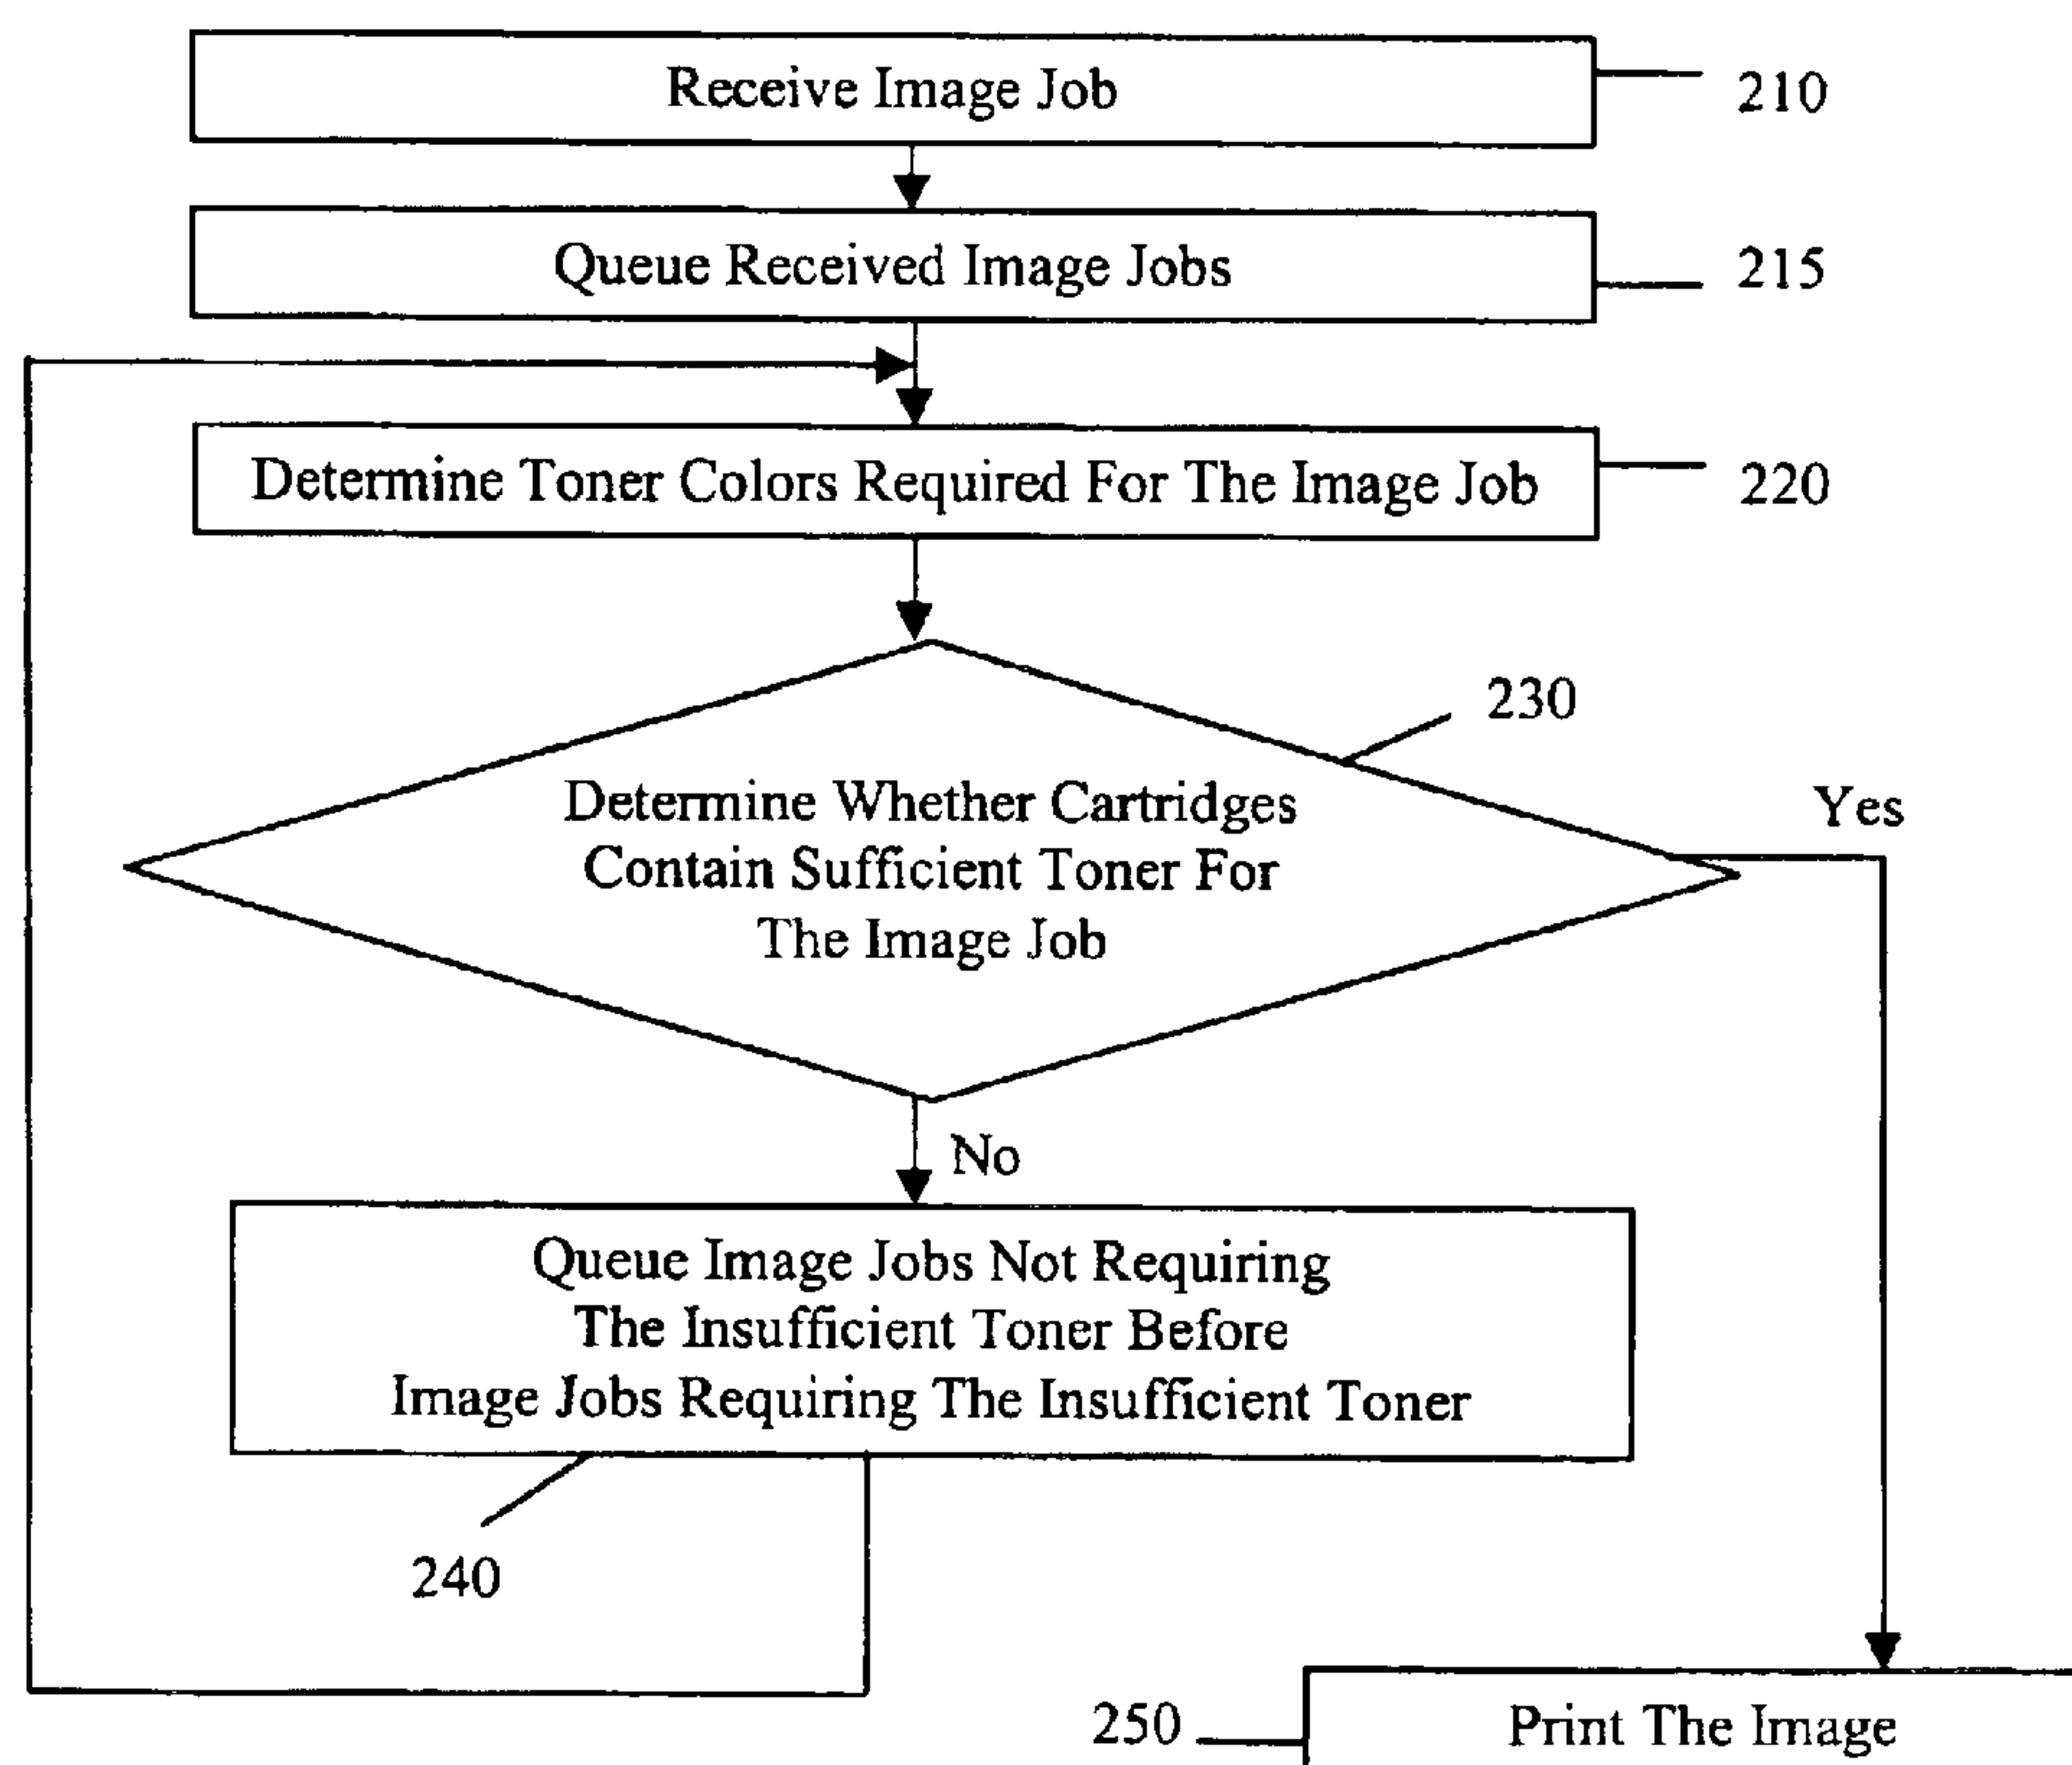 Receive Image Job
210
Queue Received Image Jobs
215
Determine Toner Colors Required For The Image Job
220
230
Determine Whether Cartridges
Contain Sufficient Toner For
The Image Job
Yes
No
Queue Image Jobs Not Requiring
The Insufficient Toner Before
Image Jobs Requiring The Insufficient Toner
240
250
Print The Image